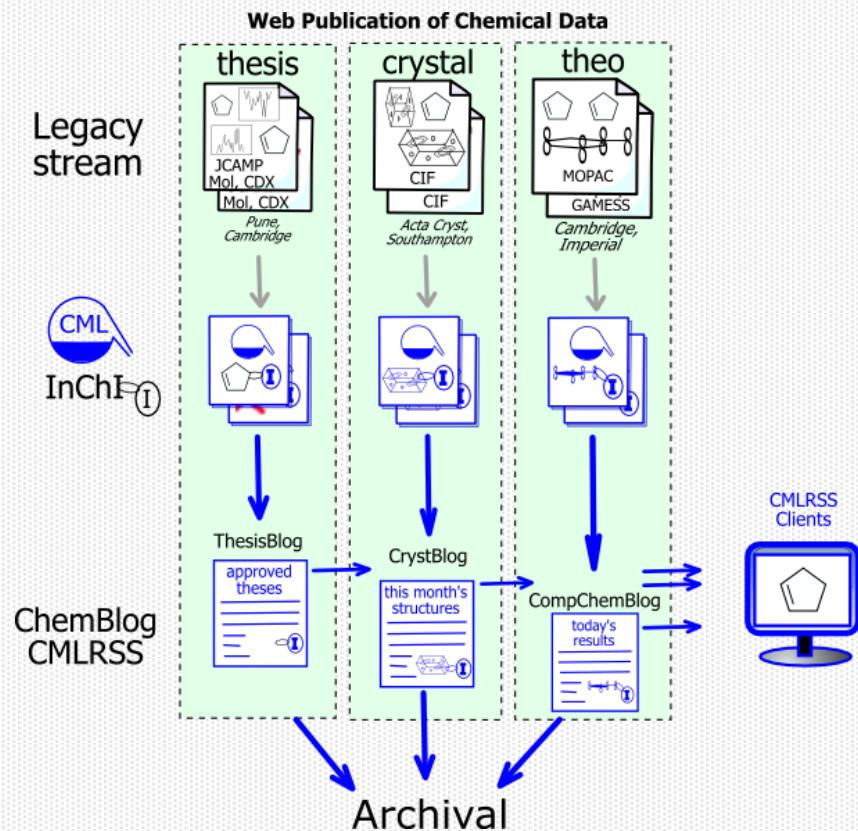 Web Publication of Chemical Data
thesis
crystal
theo
Legacy
stream
JCAMP
Mol, CDX
Mol, CDX
CIF
CIF
MOPAC
GAMESS
Pune,
Cambridge
Acta Cryst,
Southampton
Cambridge,
Imperial
CML
InChI
I
I
I
I
ThesisBlog
approved
theses
I
CrystBlog
this month's
structures
I
CompChemBlog
today's
results
I
ChemBlog
CMLRSS
CMLRSS
Clients
Archival